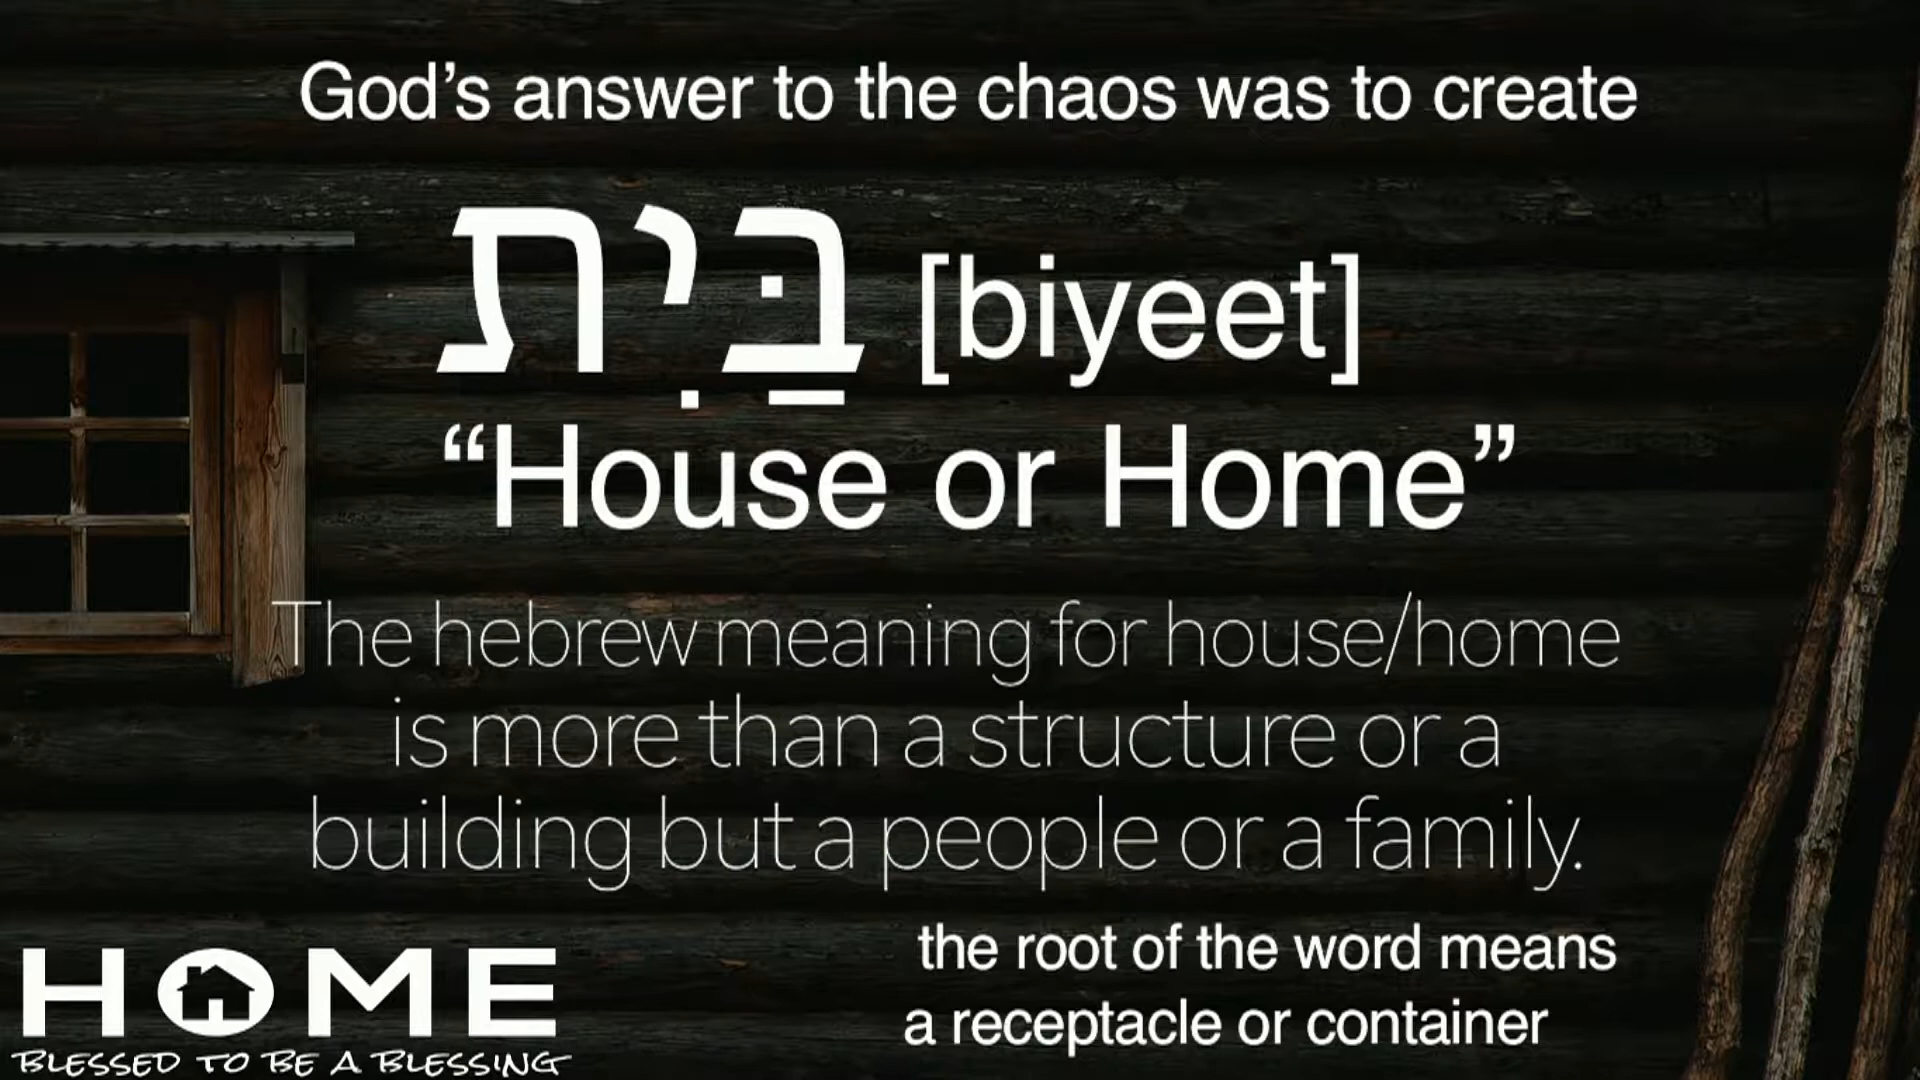 God’s answer to the chaos was to create
בַּיִת [biyeet]
“House or Home”
The hebrew meaning for house/home
is more than a structure or a
building but a people or a family.
the root of the word means
a receptacle or container
HOME
BLESSED TO BE A BLESSING